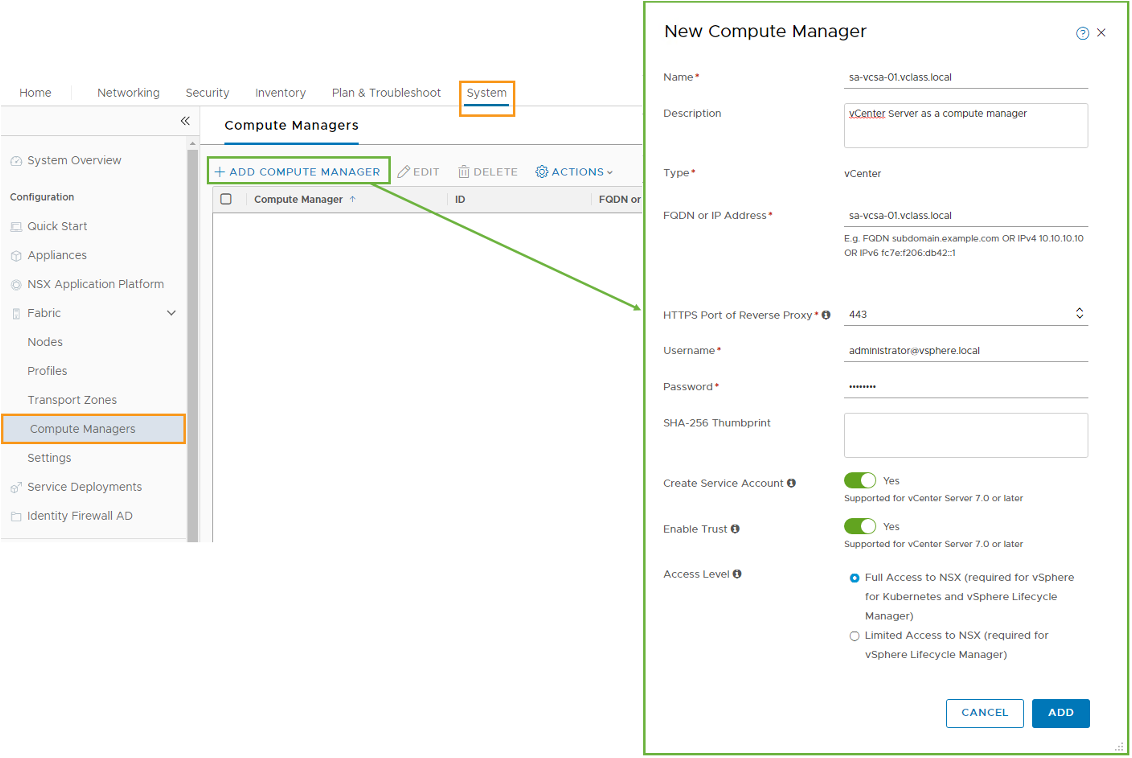 Home
Networking
Security
Inventory
Plan & Troubleshoot
System
System Overview
Configuration
Quick Start
Appliances
NSX Application Platform
Fabric
Nodes
Profiles
Transport Zones
Compute Managers
Settings
Service Deployments
Identity Firewall AD
Compute Managers
ADD COMPUTE MANAGER
EDIT
DELETE
ACTIONS
Compute Manager
ID
FQDN or
New Compute Manager
Name*
sa-vcsa-01.vclass.local
Description
vCenter Server as a compute manager
Type*
vCenter
FQDN or IP Address*
sa-vcsa-01.vclass.local
E.g. FQDN subdomain.example.com OR IPv4 10.10.10.10
OR IPv6 fc7e:f206:db42::1
HTTPS Port of Reverse Proxy*
443
Username*
administrator@vsphere.local
Password*
••••••••
SHA-256 Thumbprint
Create Service Account
Yes
Supported for vCenter Server 7.0 or later
Enable Trust
Yes
Supported for vCenter Server 7.0 or later
Access Level
Full Access to NSX (required for vSphere
for Kubernetes and vSphere Lifecycle
Manager)
Limited Access to NSX (required for
vSphere Lifecycle Manager)
CANCEL
ADD